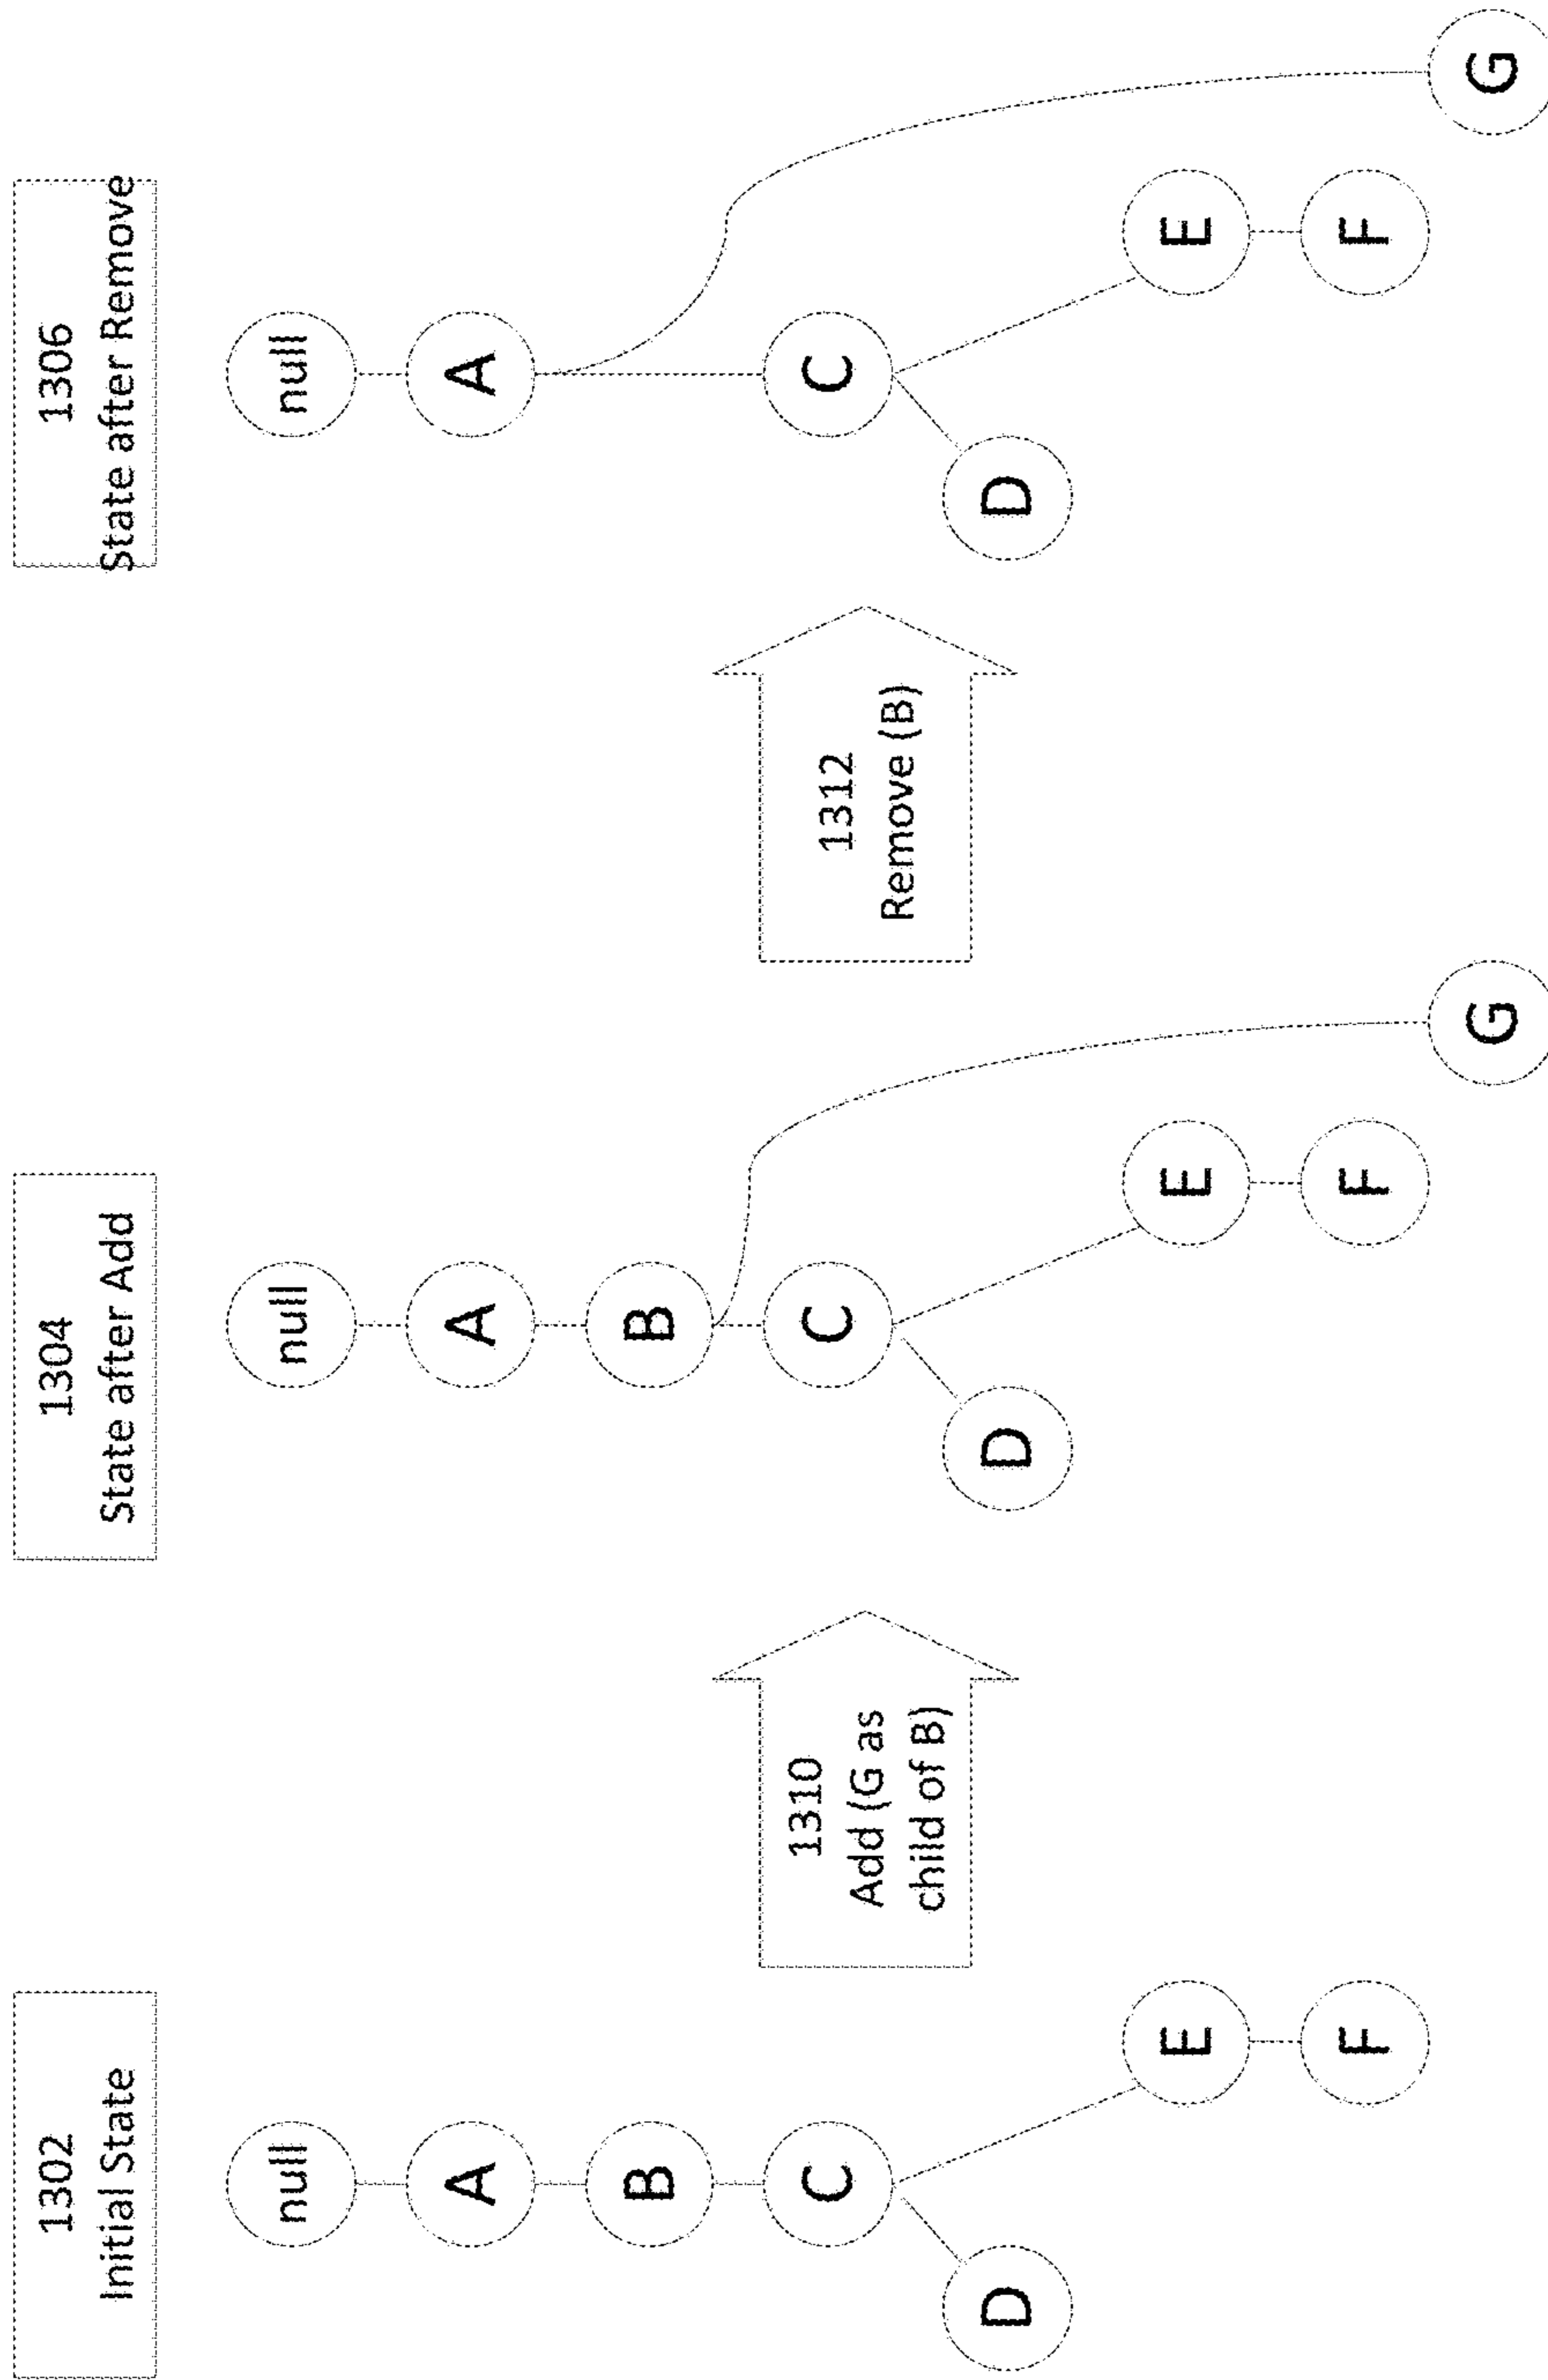 1302
Initial State
null
A
B
C
D
E
F
1310
Add (G as
child of B)
1304
State after Add
null
A
B
C
D
E
F
G
1312
Remove (B)
1306
State after Remove
null
A
C
D
E
F
G